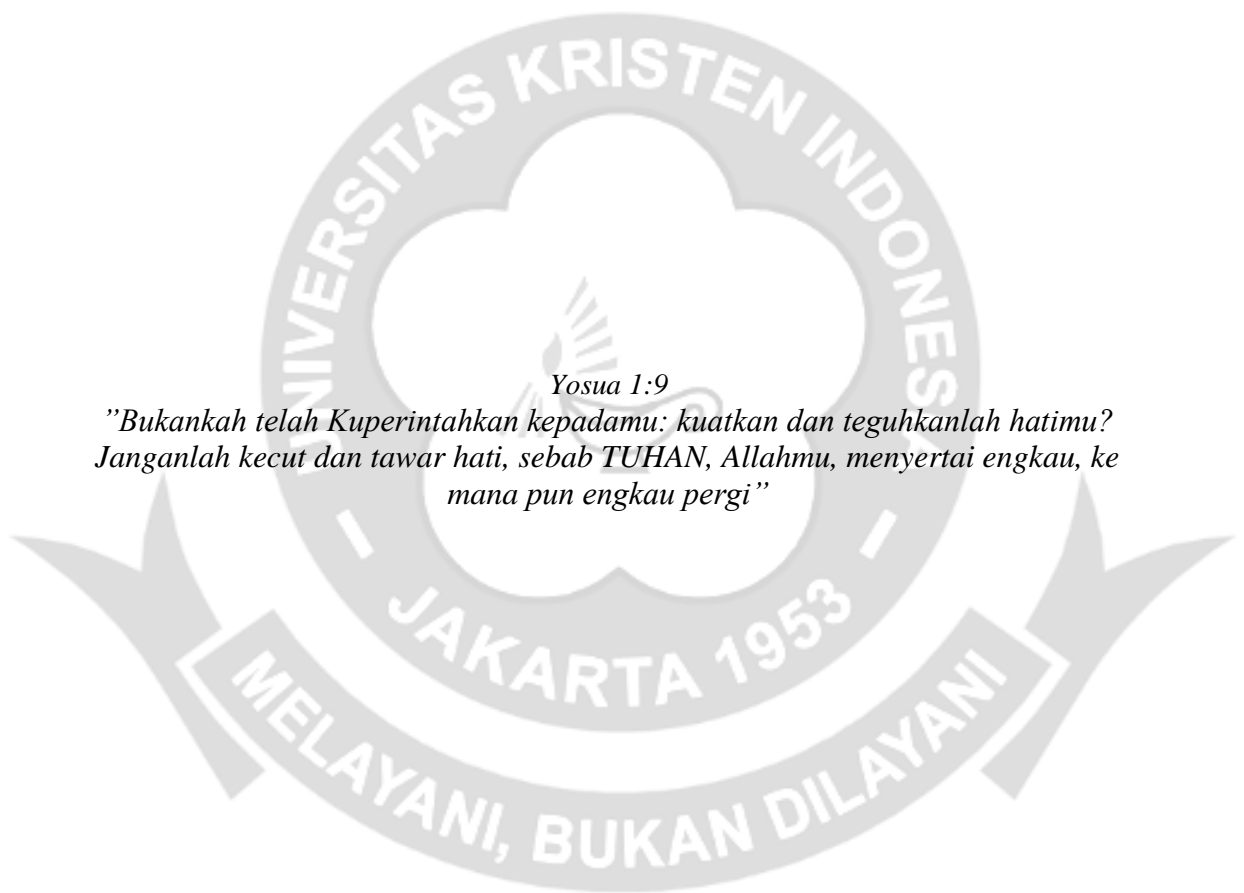 UNIVERSITAS KRISTEN INDONESIA
Yosua 1:9
”Bukankah telah Kuperintahkan kepadamu: kuatkan dan teguhkanlah hatimu?
Janganlah kecut dan tawar hati, sebab TUHAN, Allahmu, menyertai engkau, ke
mana pun engkau pergi”
JAKARTA 1953
MELAYANI, BUKAN DILAYANI